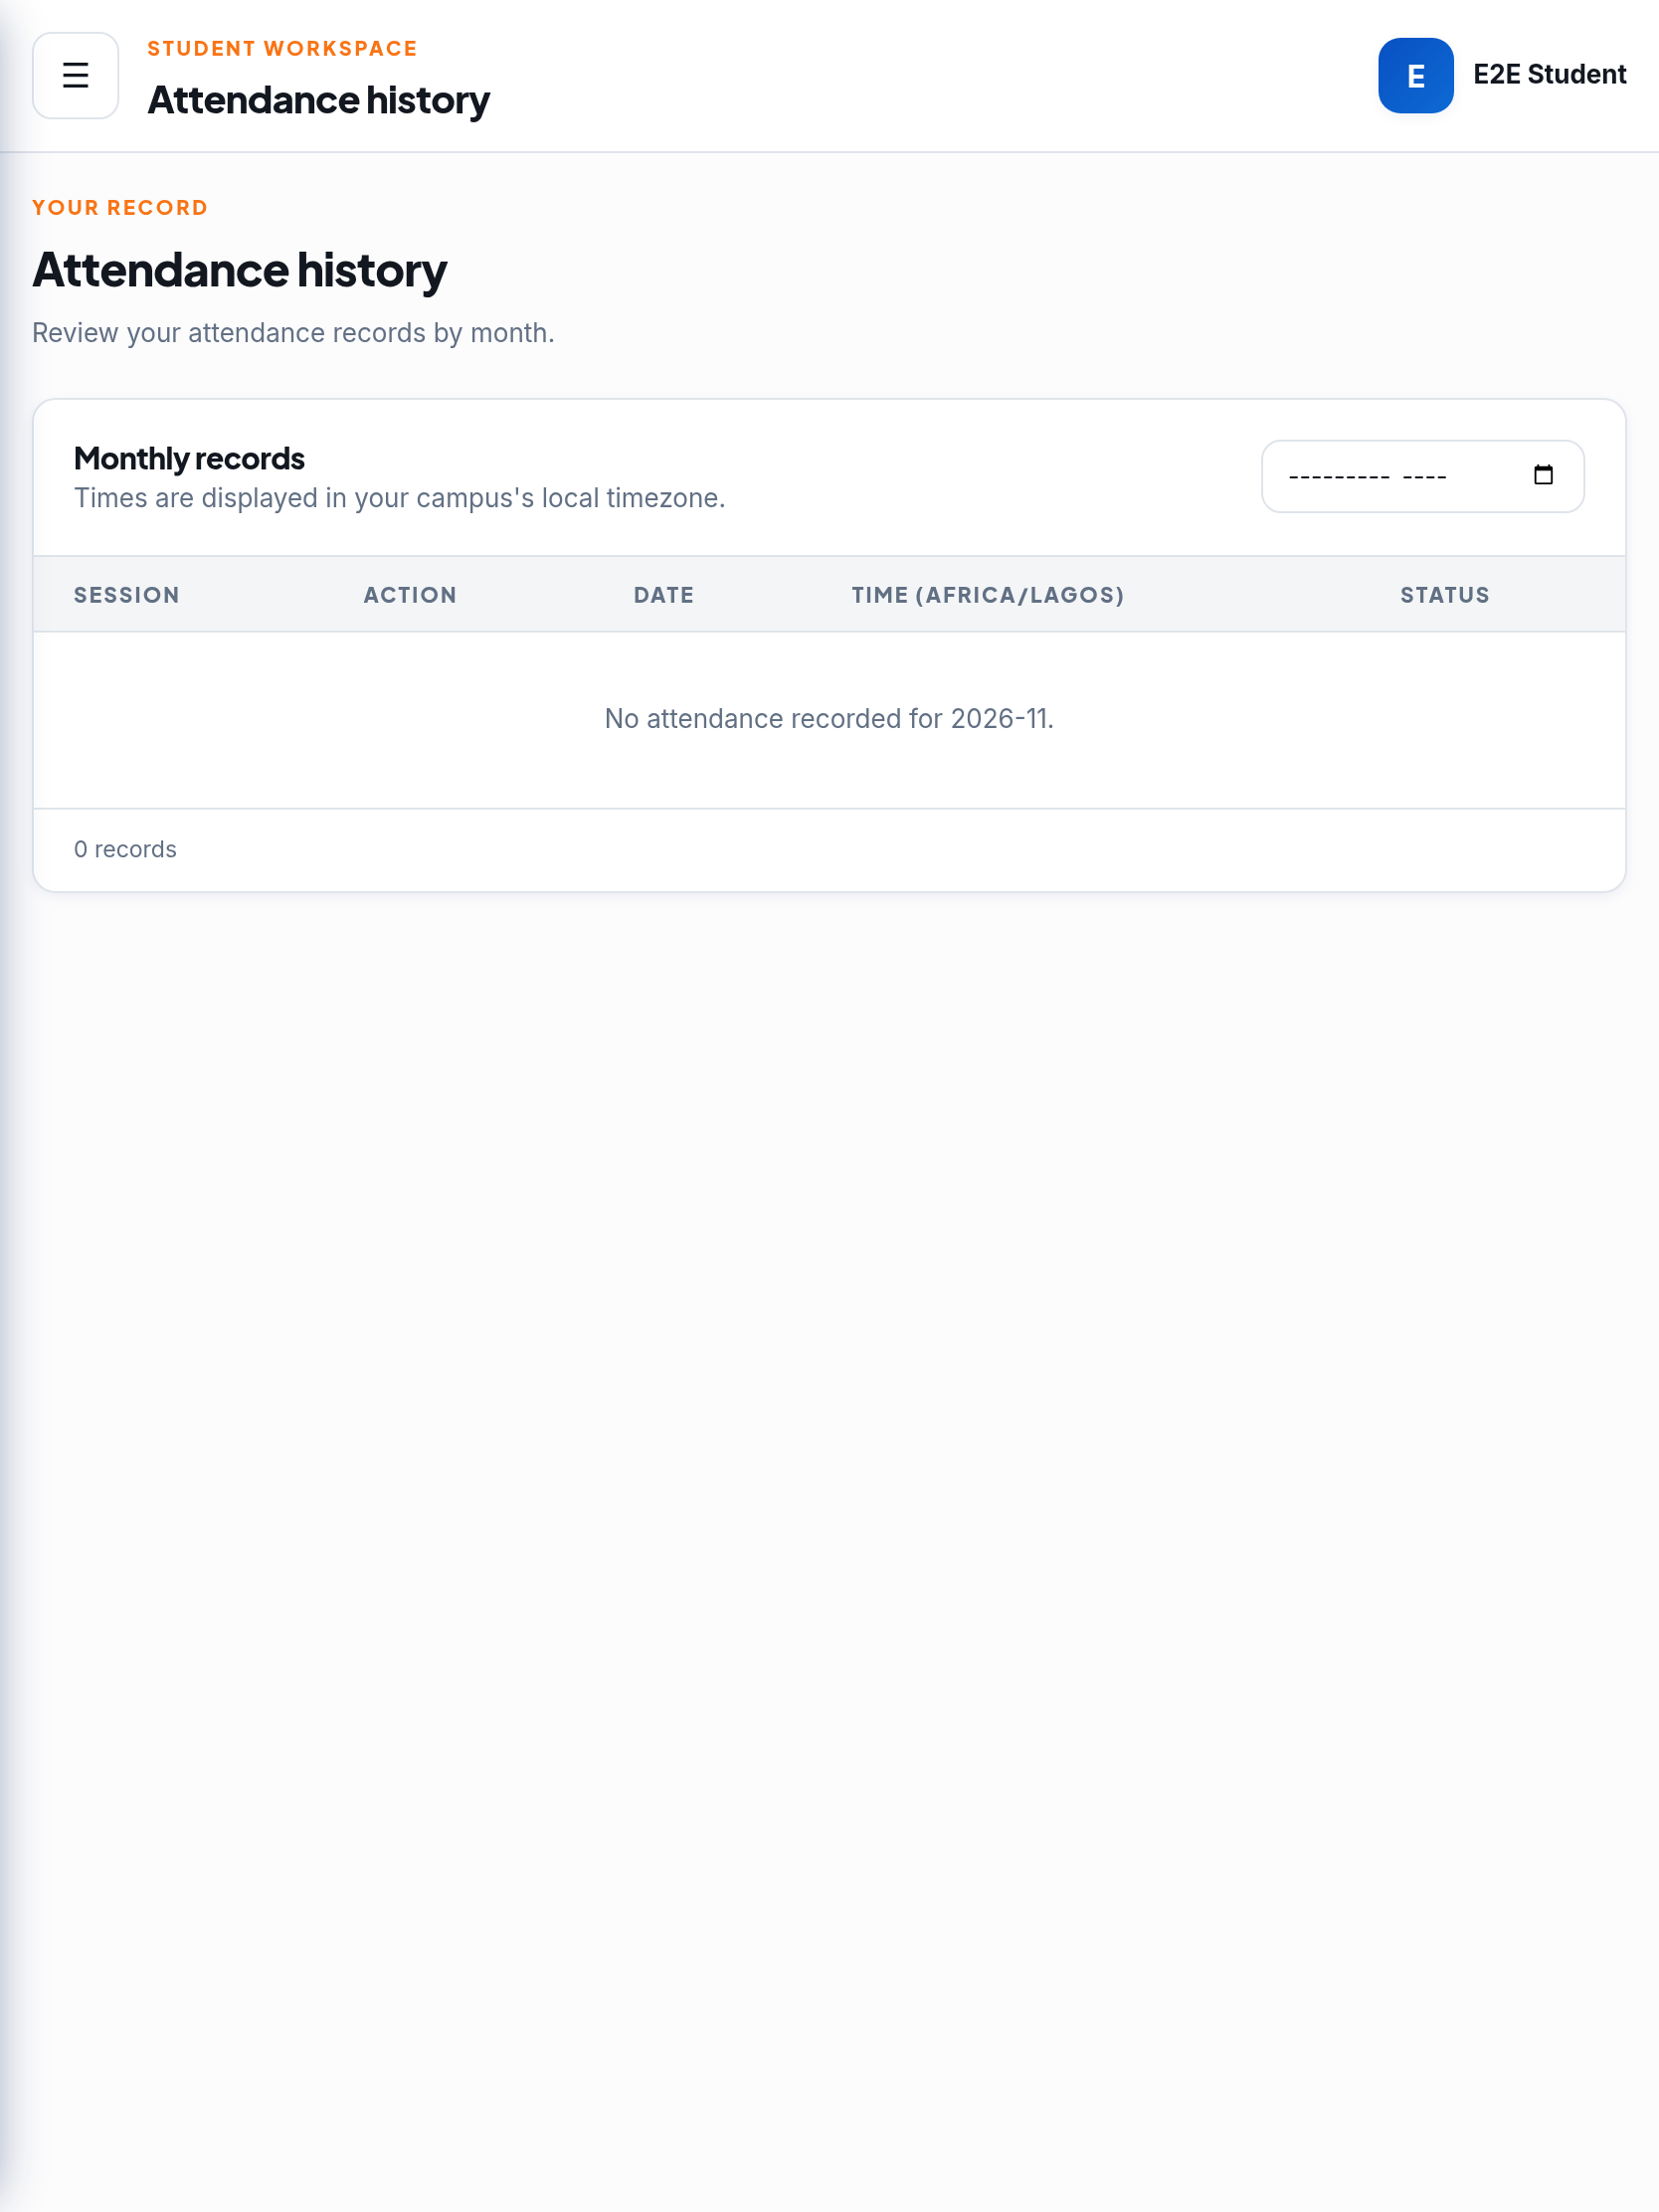 ☰
STUDENT WORKSPACE
Attendance history
E
E2E Student
YOUR RECORD
Attendance history
Review your attendance records by month.
Monthly records
Times are displayed in your campus's local timezone.
--------- ----
SESSION ACTION DATE TIME (AFRICA/LAGOS) STATUS
No attendance recorded for 2026-11.
0 records